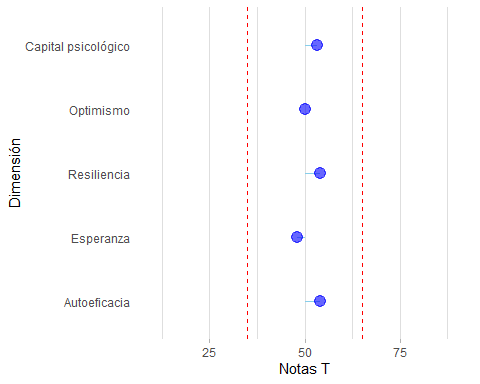 Dimensión
Capital psicológico
Optimismo
Resiliencia
Esperanza
Autoeficacia
25
50
75
Notas T